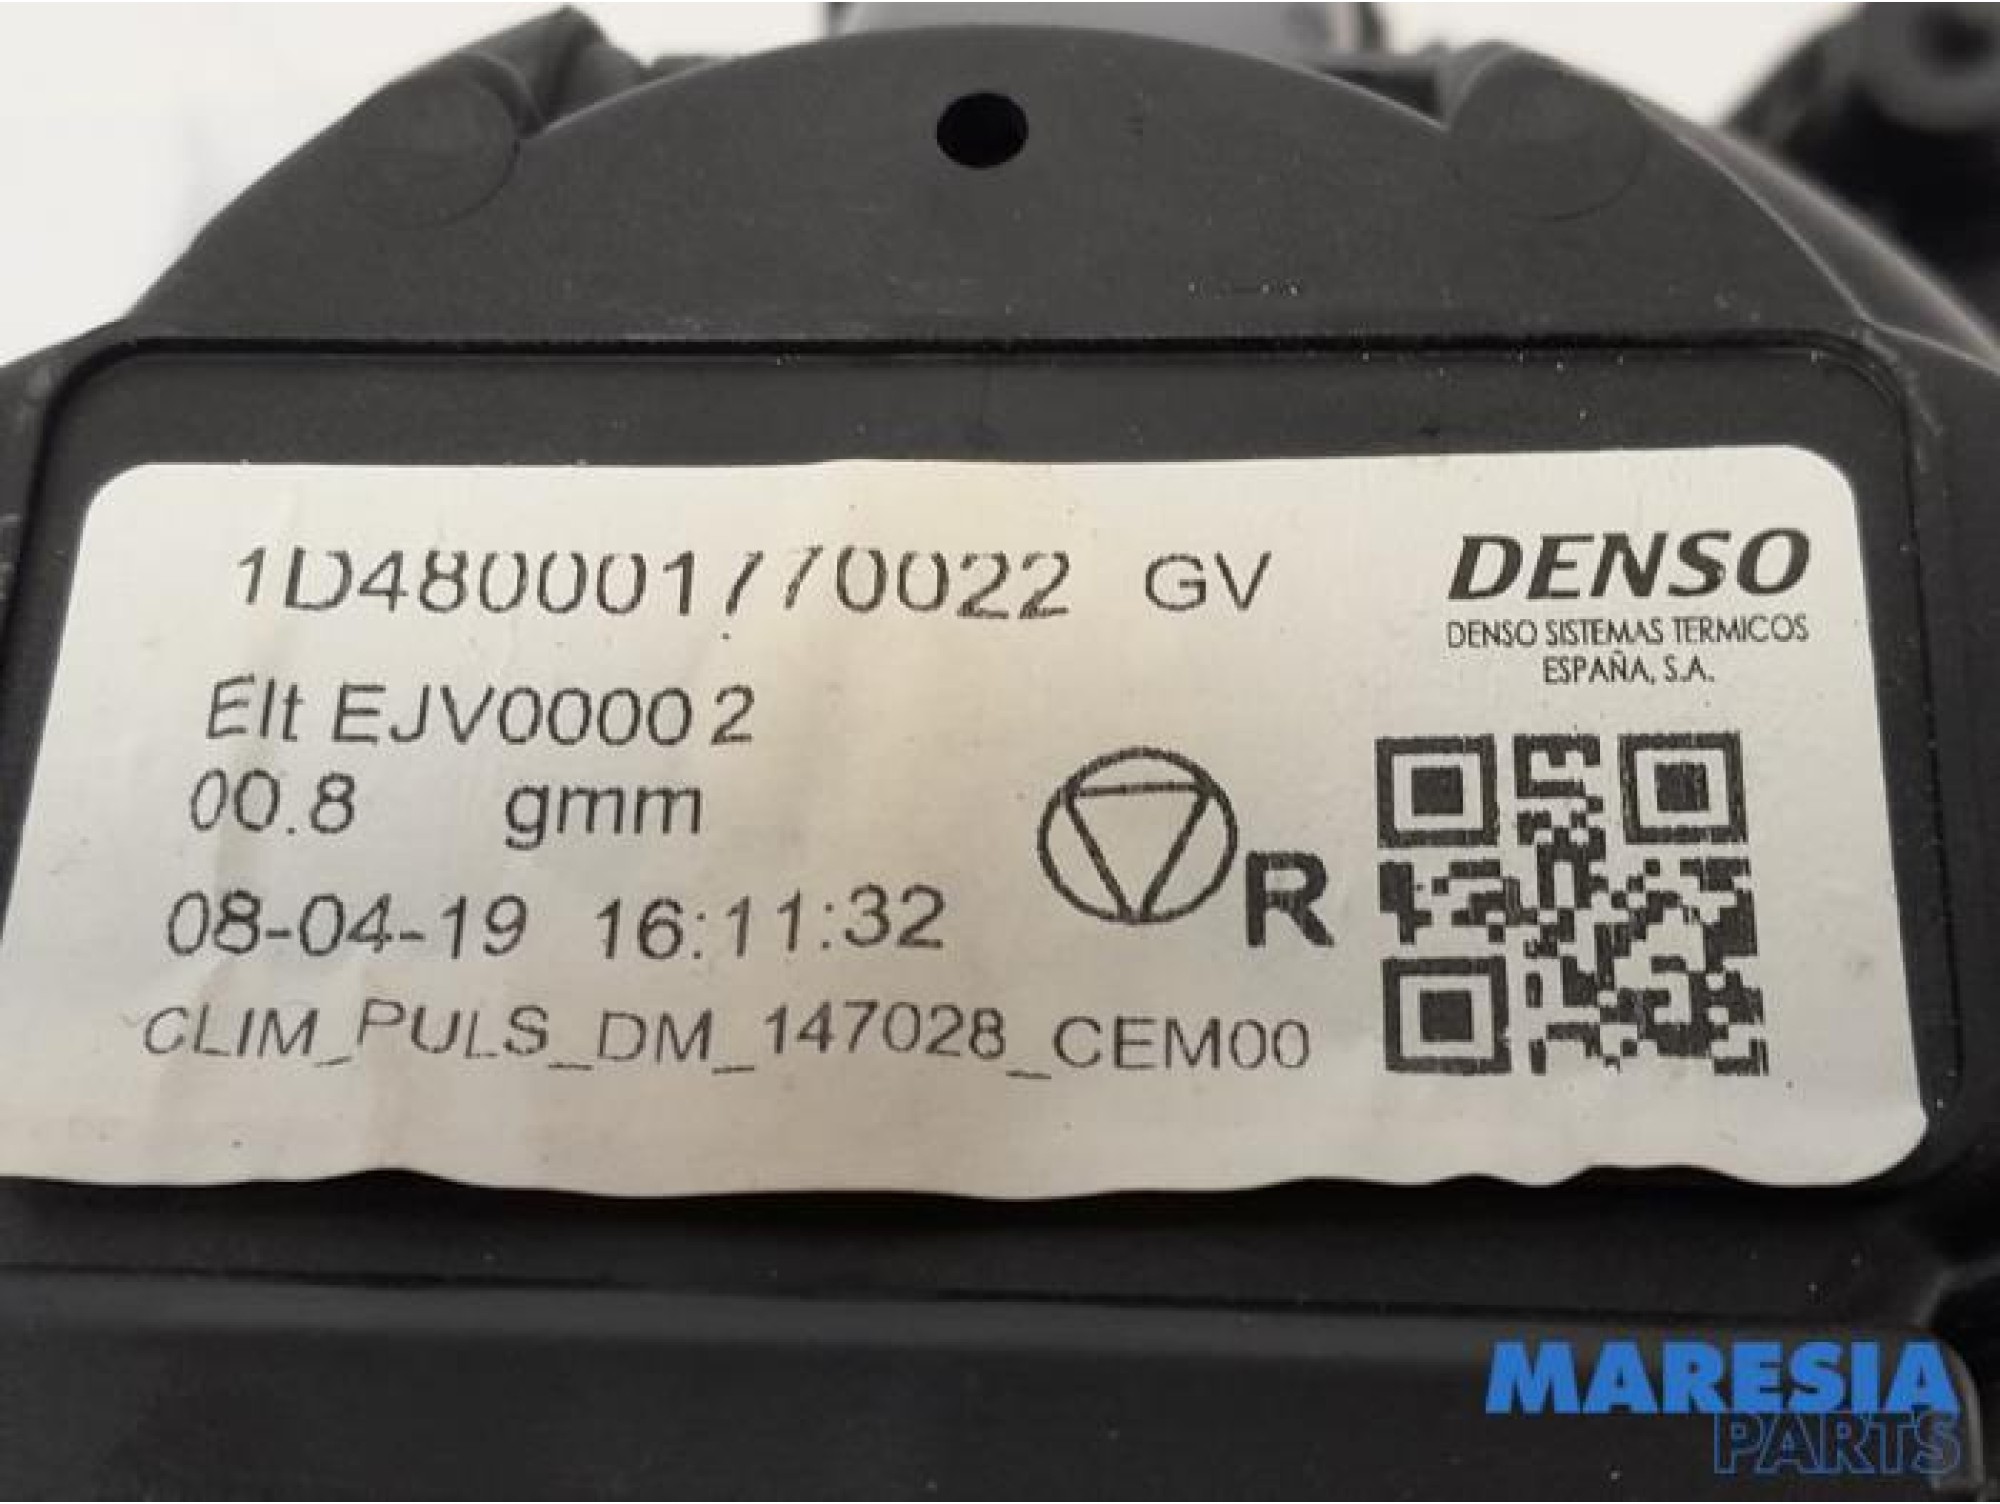 1D480001770022 GV
DENSO
DENSO SISTEMAS TERMICOS
ESPAÑA, S.A.
Elt EJV00002
00.8 gmm
R
08-04-19 16:11:32
CLIM_PULS_DM_147028_CEM00
MARESIA
PARTS